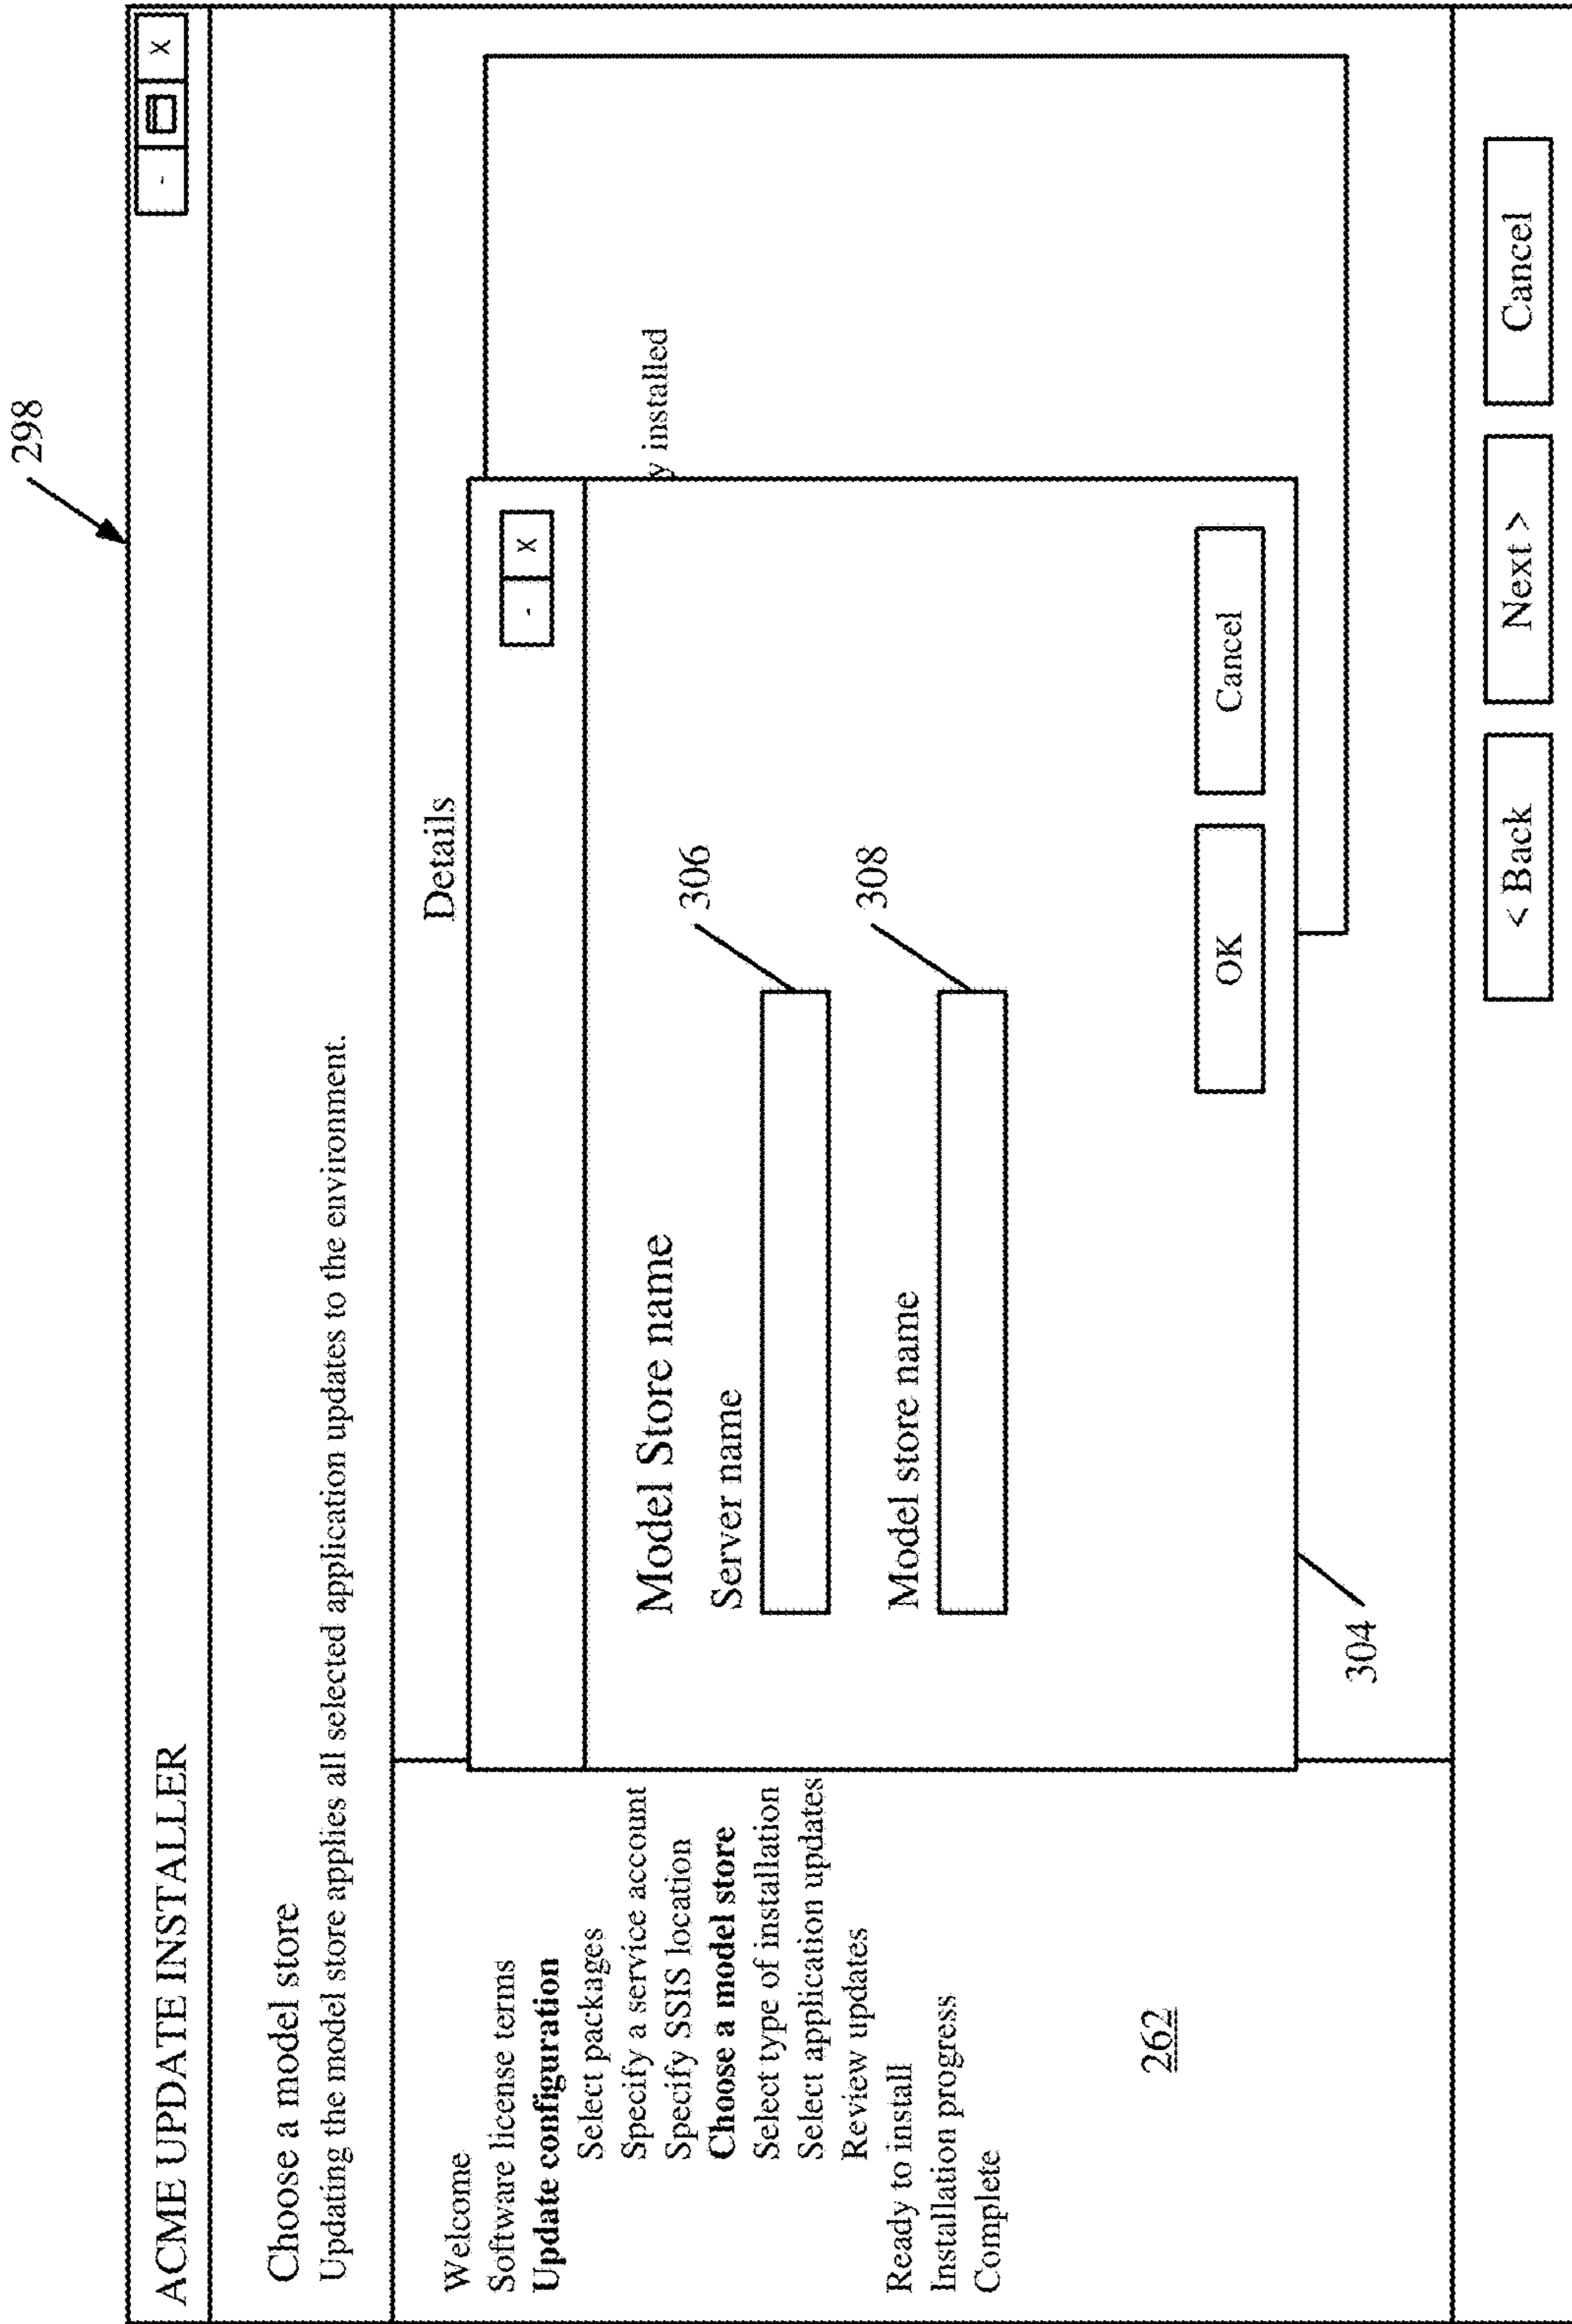 298
ACME UPDATE INSTALLER
- x
Choose a model store
Updating the model store applies all selected application updates to the environment.
Welcome
Software license terms
Update configuration
Select packages
Specify a service account
Specify SSIS location
Choose a model store
Select type of installation
Select application updates
Review updates
Ready to install
Installation progress
Complete
262
Details
- x
y installed
Model Store name
Server name
306
Model store name
308
OK Cancel
304
< Back Next > Cancel